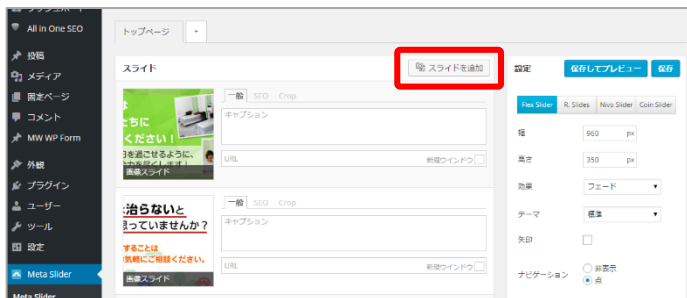 All in One SEO
投稿
メディア
固定ページ
コメント
MW WP Form
外観
プラグイン
ユーザー
ツール
設定
Meta Slider
Meta Slider
トップページ
+
スライド
スライドを追加
ちに
ください!
日を過ごせるように、
画像スライド
一般 SEO Crop
キャプション
URL
新規ウインドウ
治らないと
思っていませんか?
することは
気軽にご相談ください。
画像スライド
一般 SEO Crop
キャプション
URL
新規ウインドウ
設定
保存してプレビュー
保存
Flex Slider
R. Slides
Nivo Slider
Coin Slider
幅
960 px
高さ
350 px
効果
フェード
テーマ
標準
矢印
ナビゲーション
非表示
点